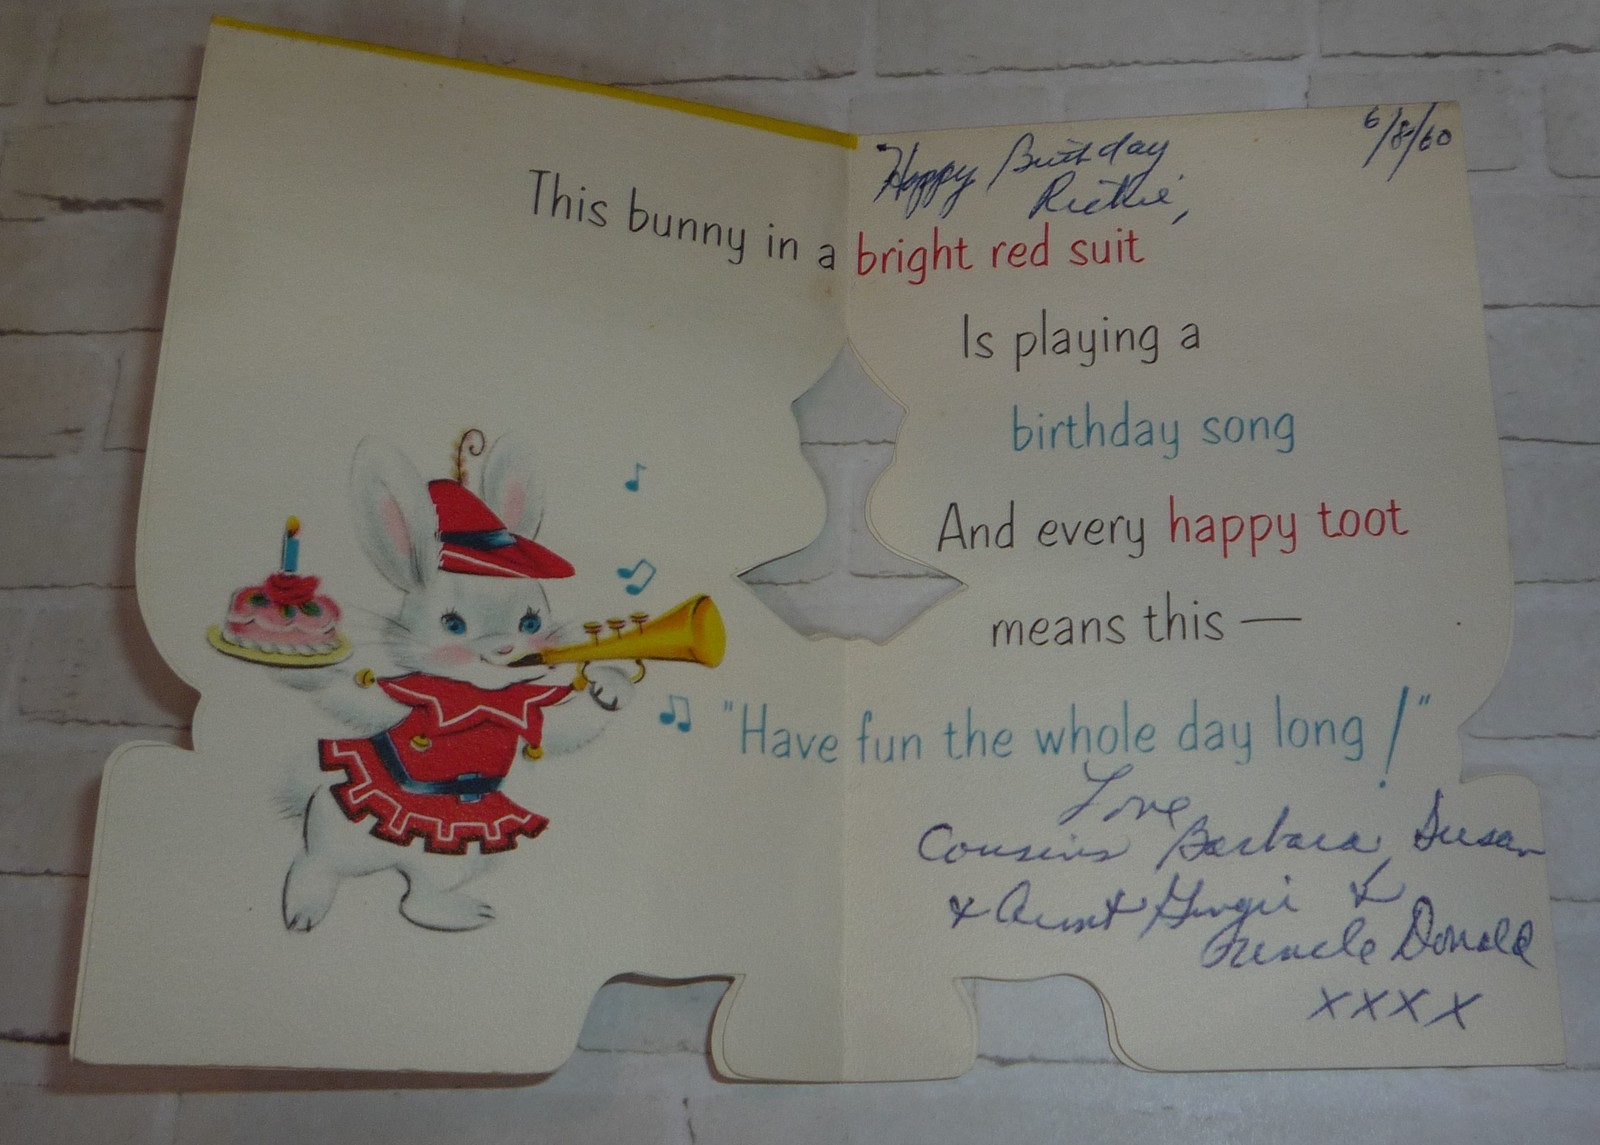 6/8/60
Happy Birthday
Richie,
This bunny in a bright red suit
Is playing a
birthday song
And every happy toot
means this —
"Have fun the whole day long!"
Love
Cousins Barbara, Susan
& Aunt &
Uncle Donald
XXXX